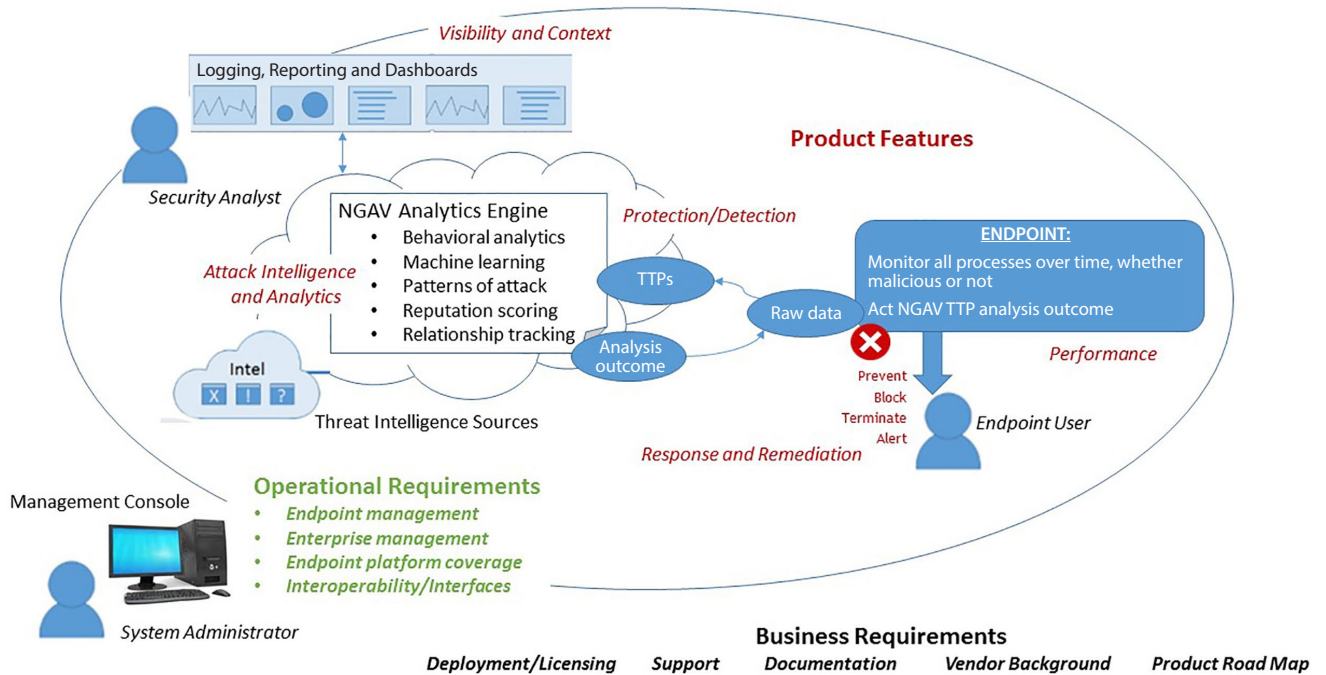 Visibility and Context
Logging, Reporting and Dashboards
Product Features
Security Analyst
NGAV Analytics Engine
• Behavioral analytics
• Machine learning
• Patterns of attack
• Reputation scoring
• Relationship tracking
Protection/Detection
Attack Intelligence
and Analytics
TTPs
Raw data
Analysis
outcome
ENDPOINT:
Monitor all processes over time, whether
malicious or not
Act NGAV TTP analysis outcome
Performance
Intel
X ! ?
Threat Intelligence Sources
Prevent
Block
Terminate
Alert
Endpoint User
Response and Remediation
Operational Requirements
• Endpoint management
• Enterprise management
• Endpoint platform coverage
• Interoperability/Interfaces
Management Console
System Administrator
Business Requirements
Deployment/Licensing Support Documentation Vendor Background Product Road Map